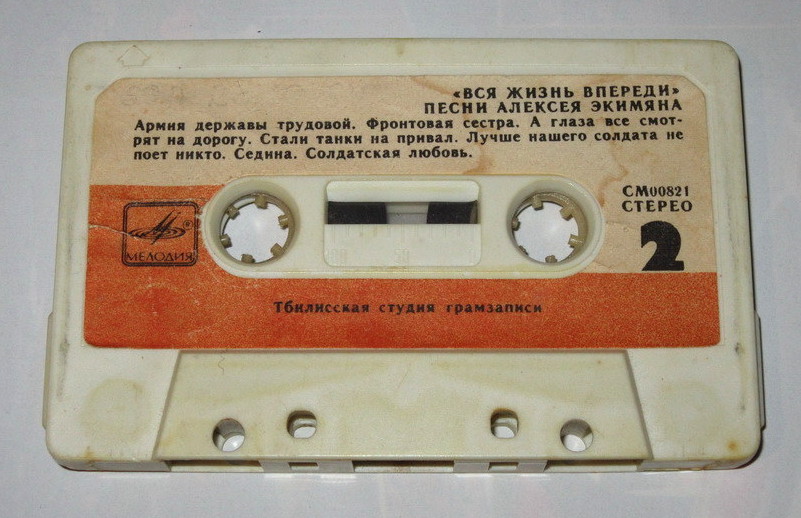 «ВСЯ ЖИЗНЬ ВПЕРЕДИ»
ПЕСНИ АЛЕКСЕЯ ЭКИМЯНА
Армия державы трудовой. Фронтовая сестра. А глаза все смот-
рят на дорогу. Стали танки на привал. Лучше нашего солдата не
поет никто. Седина. Солдатская любовь.
СМ00821
СТЕРЕО
2
МЕЛОДИЯ
Тбилисская студия грамзаписи